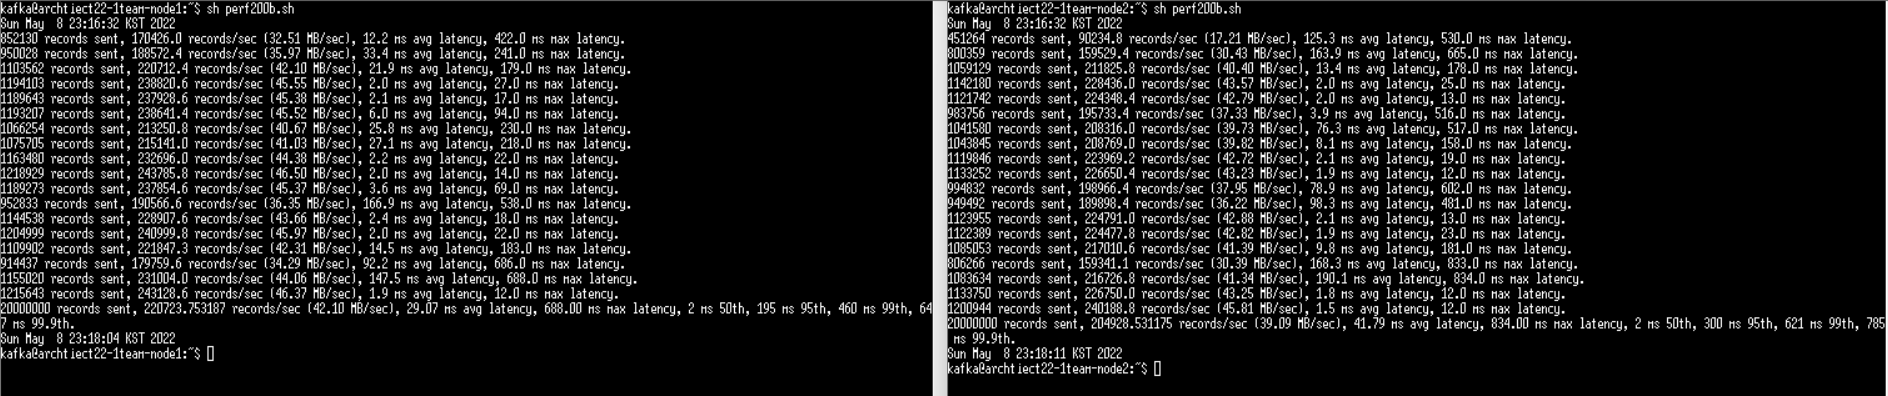 kafka@archtiect22-1team-node1:~$ sh perf200b.sh
Sun May  8 23:16:32 KST 2022
852130 records sent, 170426.0 records/sec (32.51 MB/sec), 12.2 ms avg latency, 422.0 ms max latency.
950028 records sent, 188572.4 records/sec (35.97 MB/sec), 33.4 ms avg latency, 241.0 ms max latency.
1103562 records sent, 220712.4 records/sec (42.10 MB/sec), 21.9 ms avg latency, 179.0 ms max latency.
1194103 records sent, 238820.6 records/sec (45.55 MB/sec), 2.0 ms avg latency, 27.0 ms max latency.
1189643 records sent, 237928.6 records/sec (45.38 MB/sec), 2.1 ms avg latency, 17.0 ms max latency.
1193207 records sent, 238641.4 records/sec (45.52 MB/sec), 6.0 ms avg latency, 94.0 ms max latency.
1066254 records sent, 213250.8 records/sec (40.67 MB/sec), 25.8 ms avg latency, 230.0 ms max latency.
1075705 records sent, 215141.0 records/sec (41.03 MB/sec), 27.1 ms avg latency, 218.0 ms max latency.
1163480 records sent, 232696.0 records/sec (44.38 MB/sec), 2.2 ms avg latency, 22.0 ms max latency.
1218929 records sent, 243785.8 records/sec (46.50 MB/sec), 2.0 ms avg latency, 14.0 ms max latency.
1189273 records sent, 237854.6 records/sec (45.37 MB/sec), 3.6 ms avg latency, 69.0 ms max latency.
952833 records sent, 190566.6 records/sec (36.35 MB/sec), 166.9 ms avg latency, 538.0 ms max latency.
1144538 records sent, 228907.6 records/sec (43.66 MB/sec), 2.4 ms avg latency, 18.0 ms max latency.
1204999 records sent, 240999.8 records/sec (45.97 MB/sec), 2.0 ms avg latency, 22.0 ms max latency.
1109902 records sent, 221847.3 records/sec (42.31 MB/sec), 14.5 ms avg latency, 183.0 ms max latency.
914437 records sent, 179759.6 records/sec (34.29 MB/sec), 92.2 ms avg latency, 686.0 ms max latency.
1155020 records sent, 231004.0 records/sec (44.06 MB/sec), 147.5 ms avg latency, 688.0 ms max latency.
1215643 records sent, 243128.6 records/sec (46.37 MB/sec), 1.9 ms avg latency, 12.0 ms max latency.
20000000 records sent, 220723.753187 records/sec (42.10 MB/sec), 29.07 ms avg latency, 688.00 ms max latency, 2 ms 50th, 195 ms 95th, 460 ms 99th, 64
7 ms 99.9th.
Sun May  8 23:18:04 KST 2022
kafka@archtiect22-1team-node1:~$
kafka@archtiect22-1team-node2:~$ sh perf200b.sh
Sun May  8 23:16:32 KST 2022
451264 records sent, 90234.8 records/sec (17.21 MB/sec), 125.3 ms avg latency, 530.0 ms max latency.
800359 records sent, 159529.4 records/sec (30.43 MB/sec), 163.9 ms avg latency, 665.0 ms max latency.
1059129 records sent, 211825.8 records/sec (40.40 MB/sec), 13.4 ms avg latency, 178.0 ms max latency.
1142180 records sent, 228436.0 records/sec (43.57 MB/sec), 2.0 ms avg latency, 25.0 ms max latency.
1121742 records sent, 224348.4 records/sec (42.79 MB/sec), 2.0 ms avg latency, 13.0 ms max latency.
983756 records sent, 195733.4 records/sec (37.33 MB/sec), 3.9 ms avg latency, 516.0 ms max latency.
1041580 records sent, 208316.0 records/sec (39.73 MB/sec), 76.3 ms avg latency, 517.0 ms max latency.
1043845 records sent, 208769.0 records/sec (39.82 MB/sec), 8.1 ms avg latency, 158.0 ms max latency.
1119846 records sent, 223969.2 records/sec (42.72 MB/sec), 2.1 ms avg latency, 19.0 ms max latency.
1133252 records sent, 226650.4 records/sec (43.23 MB/sec), 1.9 ms avg latency, 12.0 ms max latency.
994832 records sent, 198966.4 records/sec (37.95 MB/sec), 78.9 ms avg latency, 602.0 ms max latency.
949492 records sent, 189898.4 records/sec (36.22 MB/sec), 98.3 ms avg latency, 481.0 ms max latency.
1123955 records sent, 224791.0 records/sec (42.88 MB/sec), 2.1 ms avg latency, 13.0 ms max latency.
1122389 records sent, 224477.8 records/sec (42.82 MB/sec), 1.9 ms avg latency, 23.0 ms max latency.
1085053 records sent, 217010.6 records/sec (41.39 MB/sec), 9.8 ms avg latency, 181.0 ms max latency.
806266 records sent, 159341.1 records/sec (30.39 MB/sec), 168.3 ms avg latency, 833.0 ms max latency.
1083634 records sent, 216726.8 records/sec (41.34 MB/sec), 190.1 ms avg latency, 834.0 ms max latency.
1133750 records sent, 226750.0 records/sec (43.25 MB/sec), 1.8 ms avg latency, 12.0 ms max latency.
1200944 records sent, 240188.8 records/sec (45.81 MB/sec), 1.5 ms avg latency, 12.0 ms max latency.
20000000 records sent, 204928.531175 records/sec (39.09 MB/sec), 41.79 ms avg latency, 834.00 ms max latency, 2 ms 50th, 300 ms 95th, 621 ms 99th, 785
ms 99.9th.
Sun May  8 23:18:11 KST 2022
kafka@archtiect22-1team-node2:~$